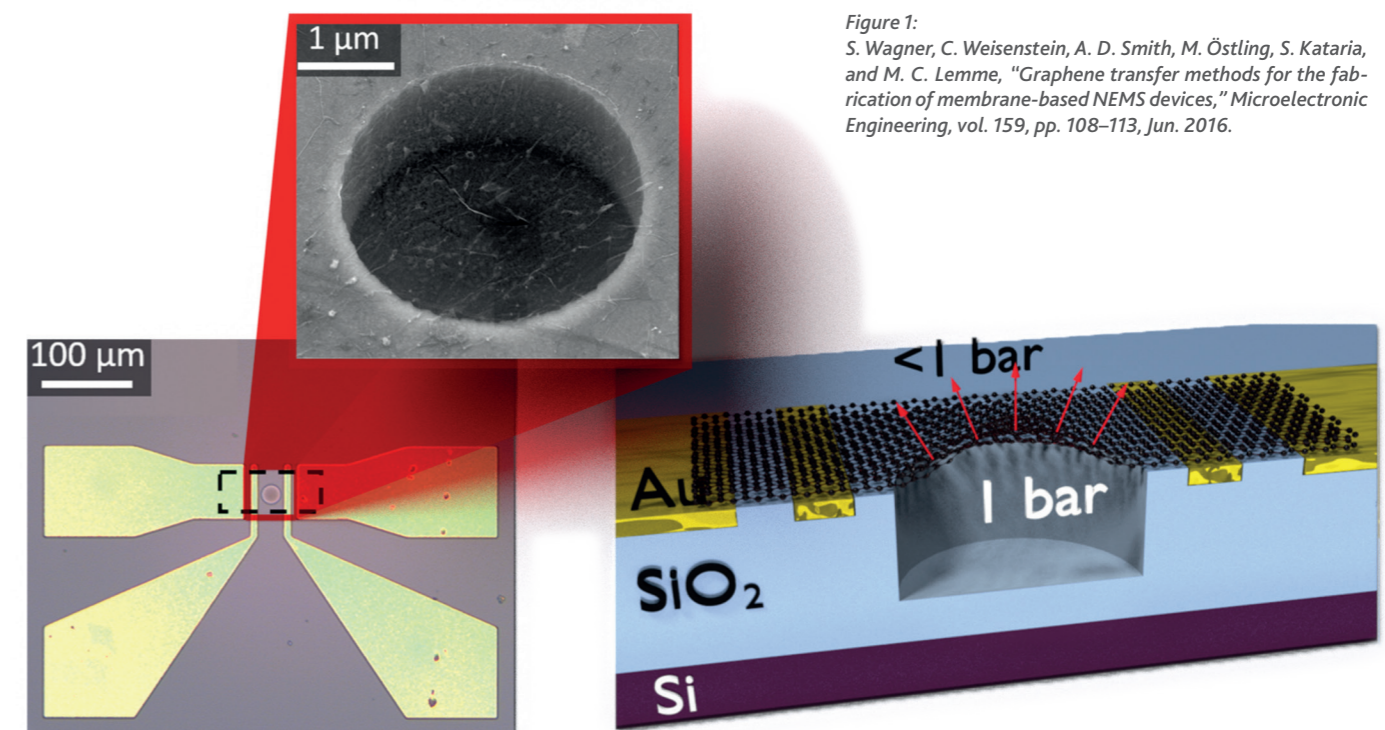 1 µm
Figure 1:
S. Wagner, C. Weisenstein, A. D. Smith, M. Östling, S. Kataria,
and M. C. Lemme, “Graphene transfer methods for the fab-
rication of membrane-based NEMS devices,” Microelectronic
Engineering, vol. 159, pp. 108–113, Jun. 2016.
100 µm
<1 bar
Au
1 bar
SiO₂
Si